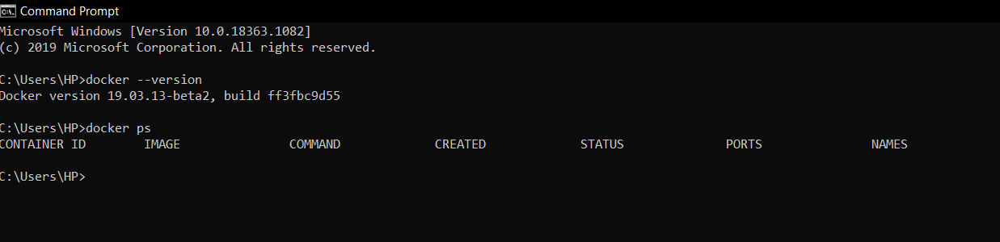 Command Prompt
Microsoft Windows [Version 10.0.18363.1082]
(c) 2019 Microsoft Corporation. All rights reserved.
C:\Users\HP>docker --version
Docker version 19.03.13-beta2, build ff3fbc9d55
C:\Users\HP>docker ps
CONTAINER ID        IMAGE               COMMAND             CREATED             STATUS              PORTS               NAMES
C:\Users\HP>